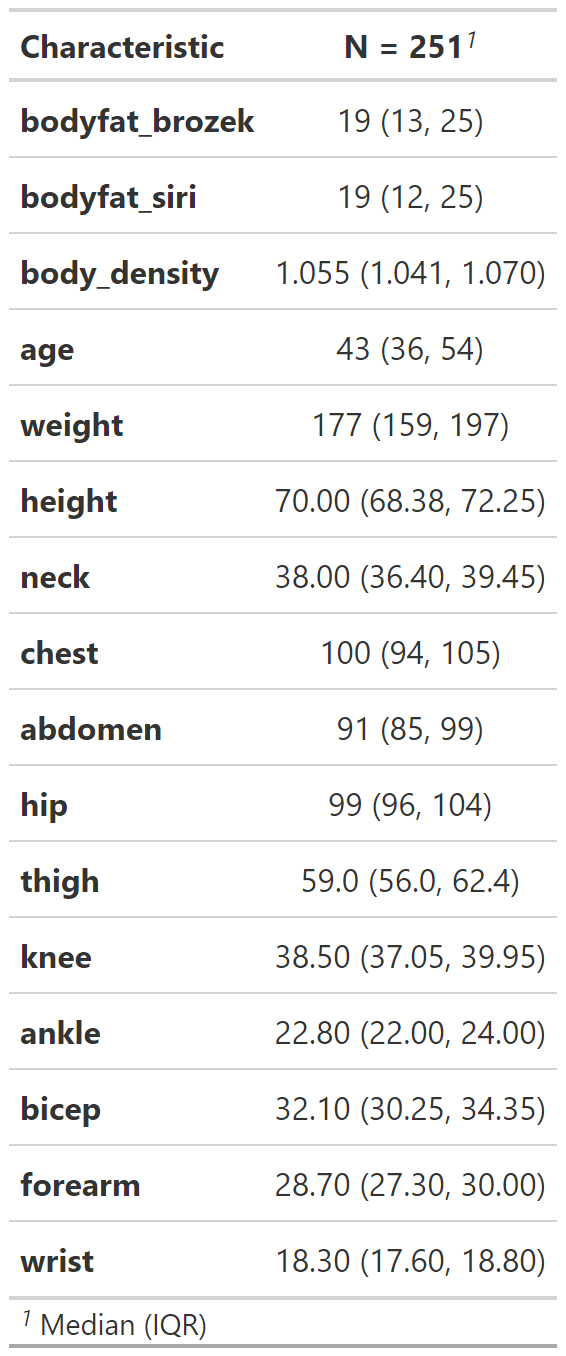 Characteristic N = 251¹
bodyfat_brozek 19 (13, 25)
bodyfat_siri 19 (12, 25)
body_density 1.055 (1.041, 1.070)
age 43 (36, 54)
weight 177 (159, 197)
height 70.00 (68.38, 72.25)
neck 38.00 (36.40, 39.45)
chest 100 (94, 105)
abdomen 91 (85, 99)
hip 99 (96, 104)
thigh 59.0 (56.0, 62.4)
knee 38.50 (37.05, 39.95)
ankle 22.80 (22.00, 24.00)
bicep 32.10 (30.25, 34.35)
forearm 28.70 (27.30, 30.00)
wrist 18.30 (17.60, 18.80)
¹ Median (IQR)